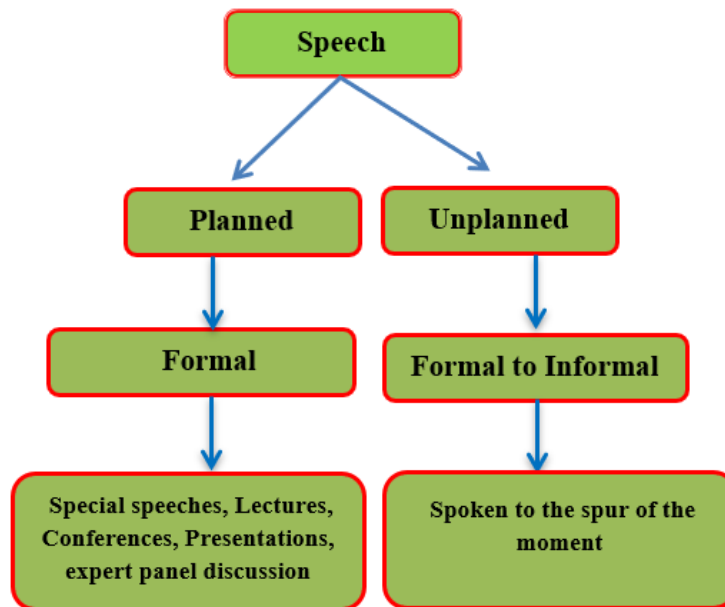 Speech
Planned
Unplanned
Formal
Formal to Informal
Special speeches, Lectures,
Conferences, Presentations,
expert panel discussion
Spoken to the spur of the
moment